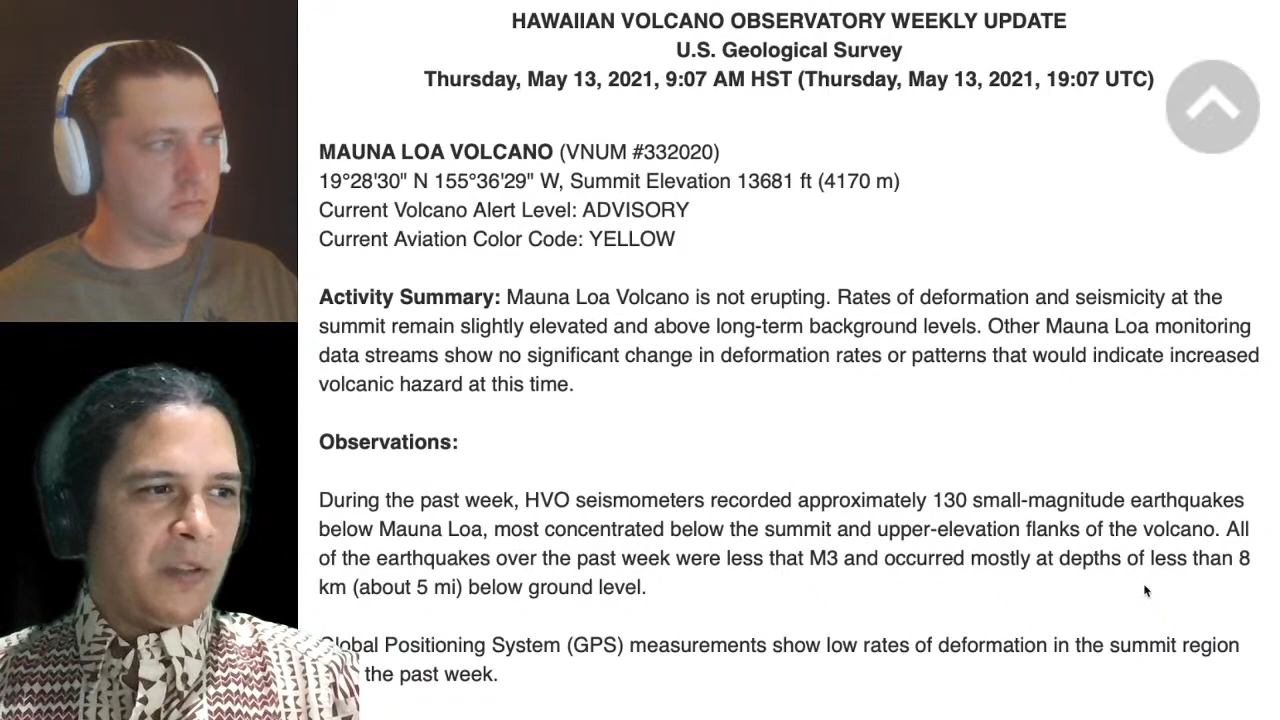 HAWAIIAN VOLCANO OBSERVATORY WEEKLY UPDATE
U.S. Geological Survey
Thursday, May 13, 2021, 9:07 AM HST (Thursday, May 13, 2021, 19:07 UTC)
MAUNA LOA VOLCANO (VNUM #332020)
19°28'30" N 155°36'29" W, Summit Elevation 13681 ft (4170 m)
Current Volcano Alert Level: ADVISORY
Current Aviation Color Code: YELLOW
Activity Summary: Mauna Loa Volcano is not erupting. Rates of deformation and seismicity at the
summit remain slightly elevated and above long-term background levels. Other Mauna Loa monitoring
data streams show no significant change in deformation rates or patterns that would indicate increased
volcanic hazard at this time.
Observations:
During the past week, HVO seismometers recorded approximately 130 small-magnitude earthquakes
below Mauna Loa, most concentrated below the summit and upper-elevation flanks of the volcano. All
of the earthquakes over the past week were less that M3 and occurred mostly at depths of less than 8
km (about 5 mi) below ground level.
Global Positioning System (GPS) measurements show low rates of deformation in the summit region
the past week.